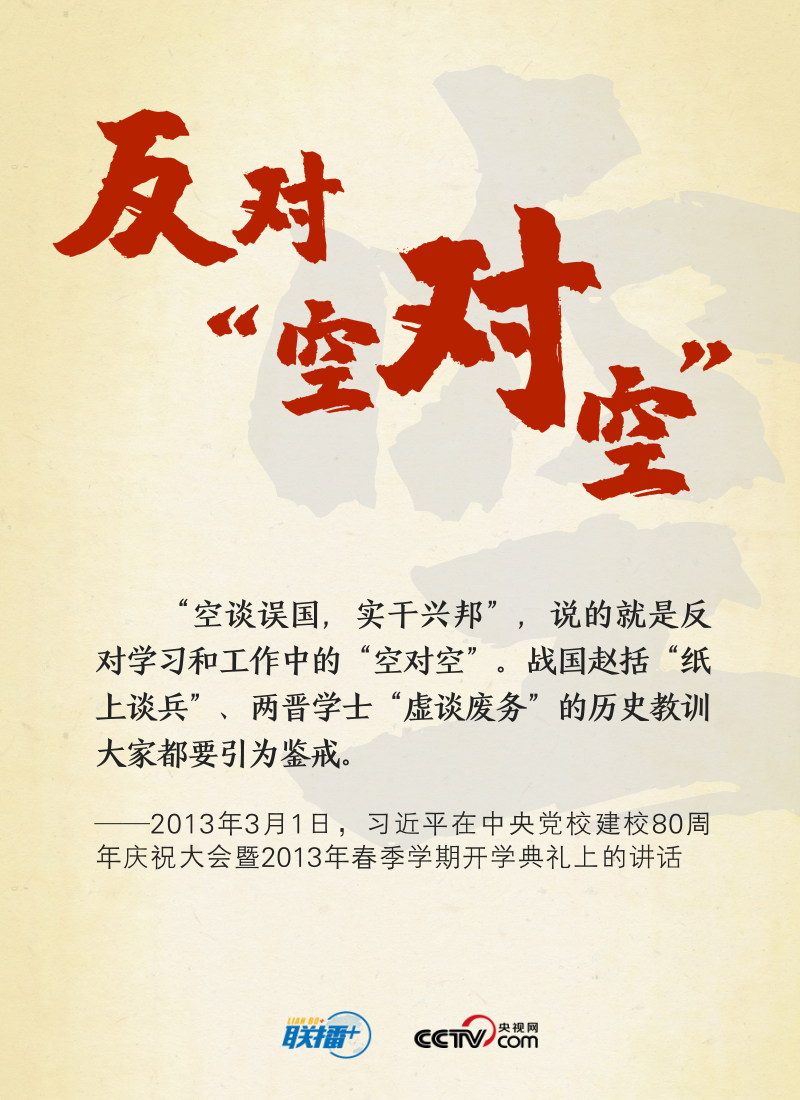 反对
“空对空”
“空谈误国，实干兴邦”，说的就是反
对学习和工作中的“空对空”。战国赵括“纸
上谈兵”、两晋学士“虚谈废务”的历史教训
大家都要引为鉴戒。
——2013年3月1日，习近平在中央党校建校80周
年庆祝大会暨2013年春季学期开学典礼上的讲话
LIAN BO+
联播+
CCTV.com 央视网